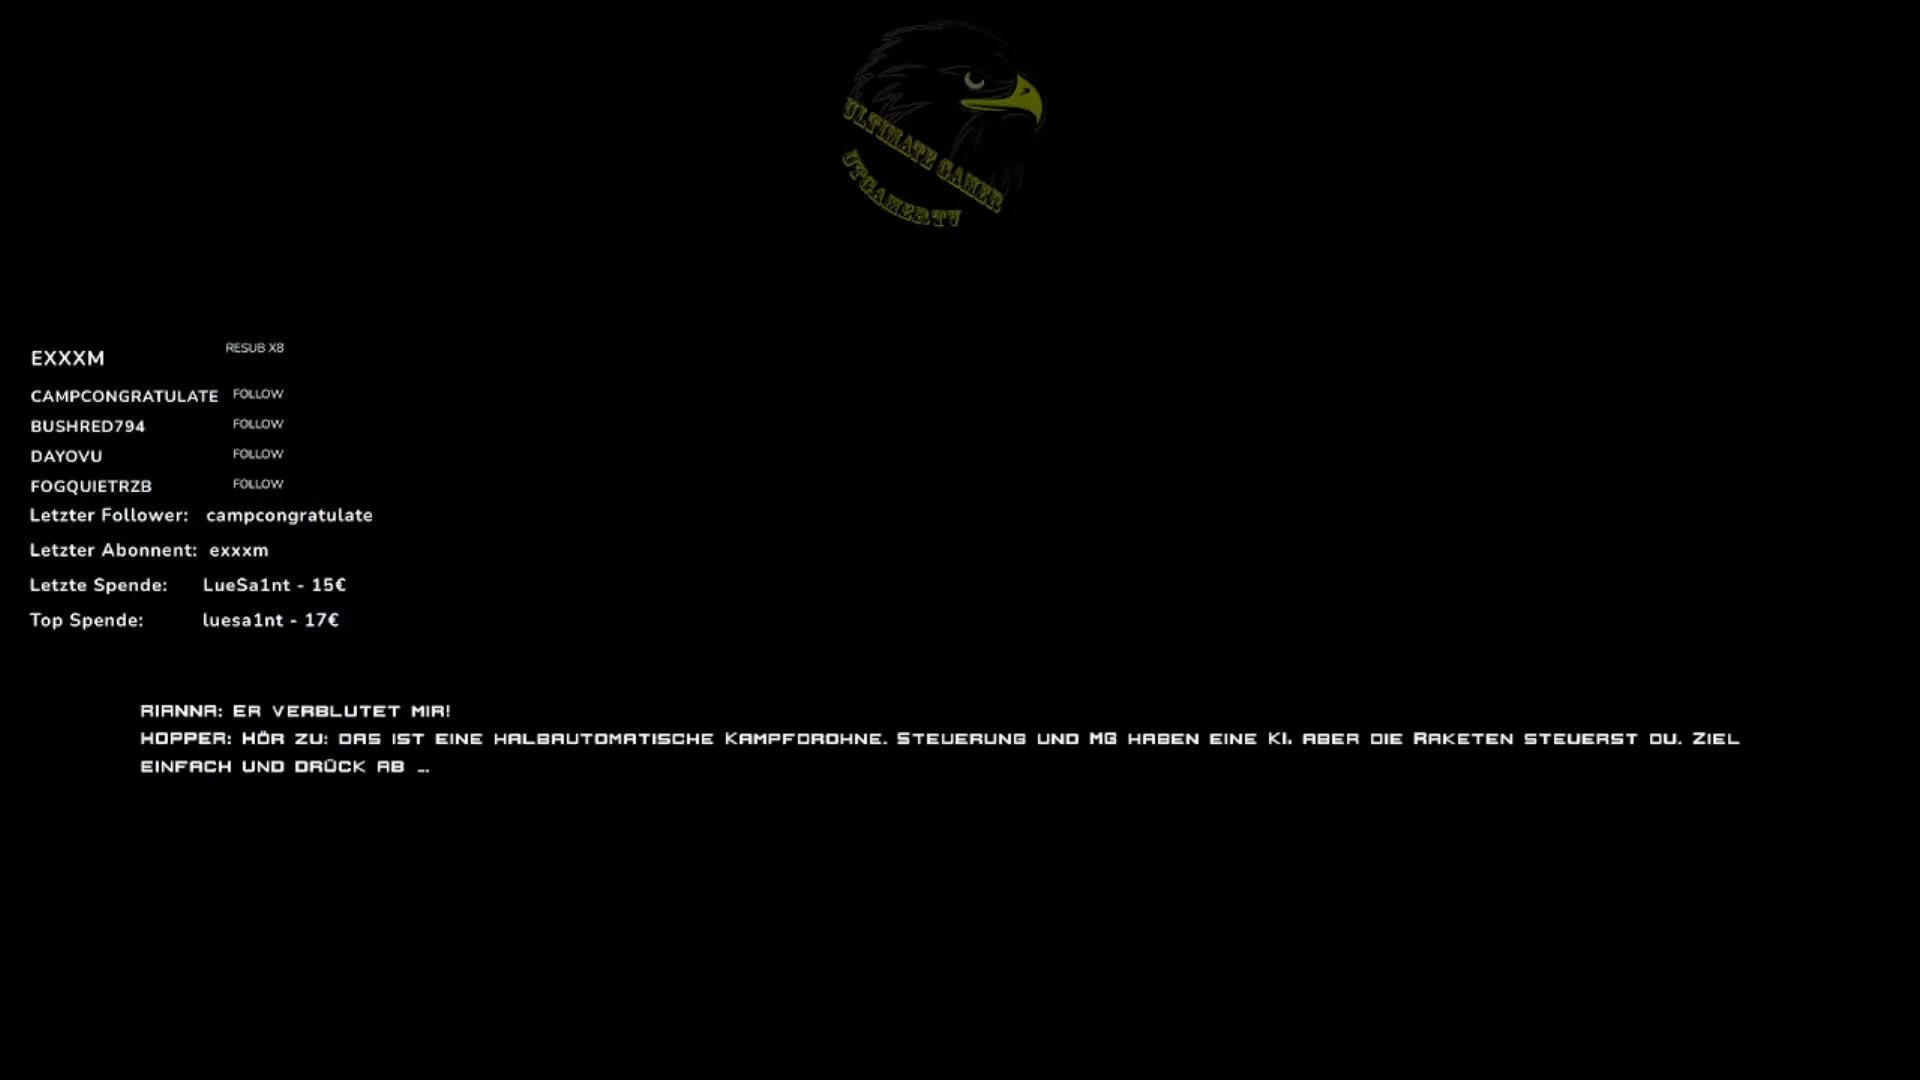 ULTIMATE GAMER
UTGAMERTV
EXXXM RESUB X8
CAMPCONGRATULATE FOLLOW
BUSHRED794 FOLLOW
DAYOVU FOLLOW
FOGQUIETRZB FOLLOW
Letzter Follower: campcongratulate
Letzter Abonnent: exxxm
Letzte Spende: LueSa1nt - 15€
Top Spende: luesa1nt - 17€
RIANNA: ER VERBLUTET MIR!
HOPPER: HÖR ZU: DAS IST EINE HALBAUTOMATISCHE KAMPFDROHNE. STEUERUNG UND MG HABEN EINE KI, ABER DIE RAKETEN STEUERST DU. ZIEL
EINFACH UND DRÜCK AB ...